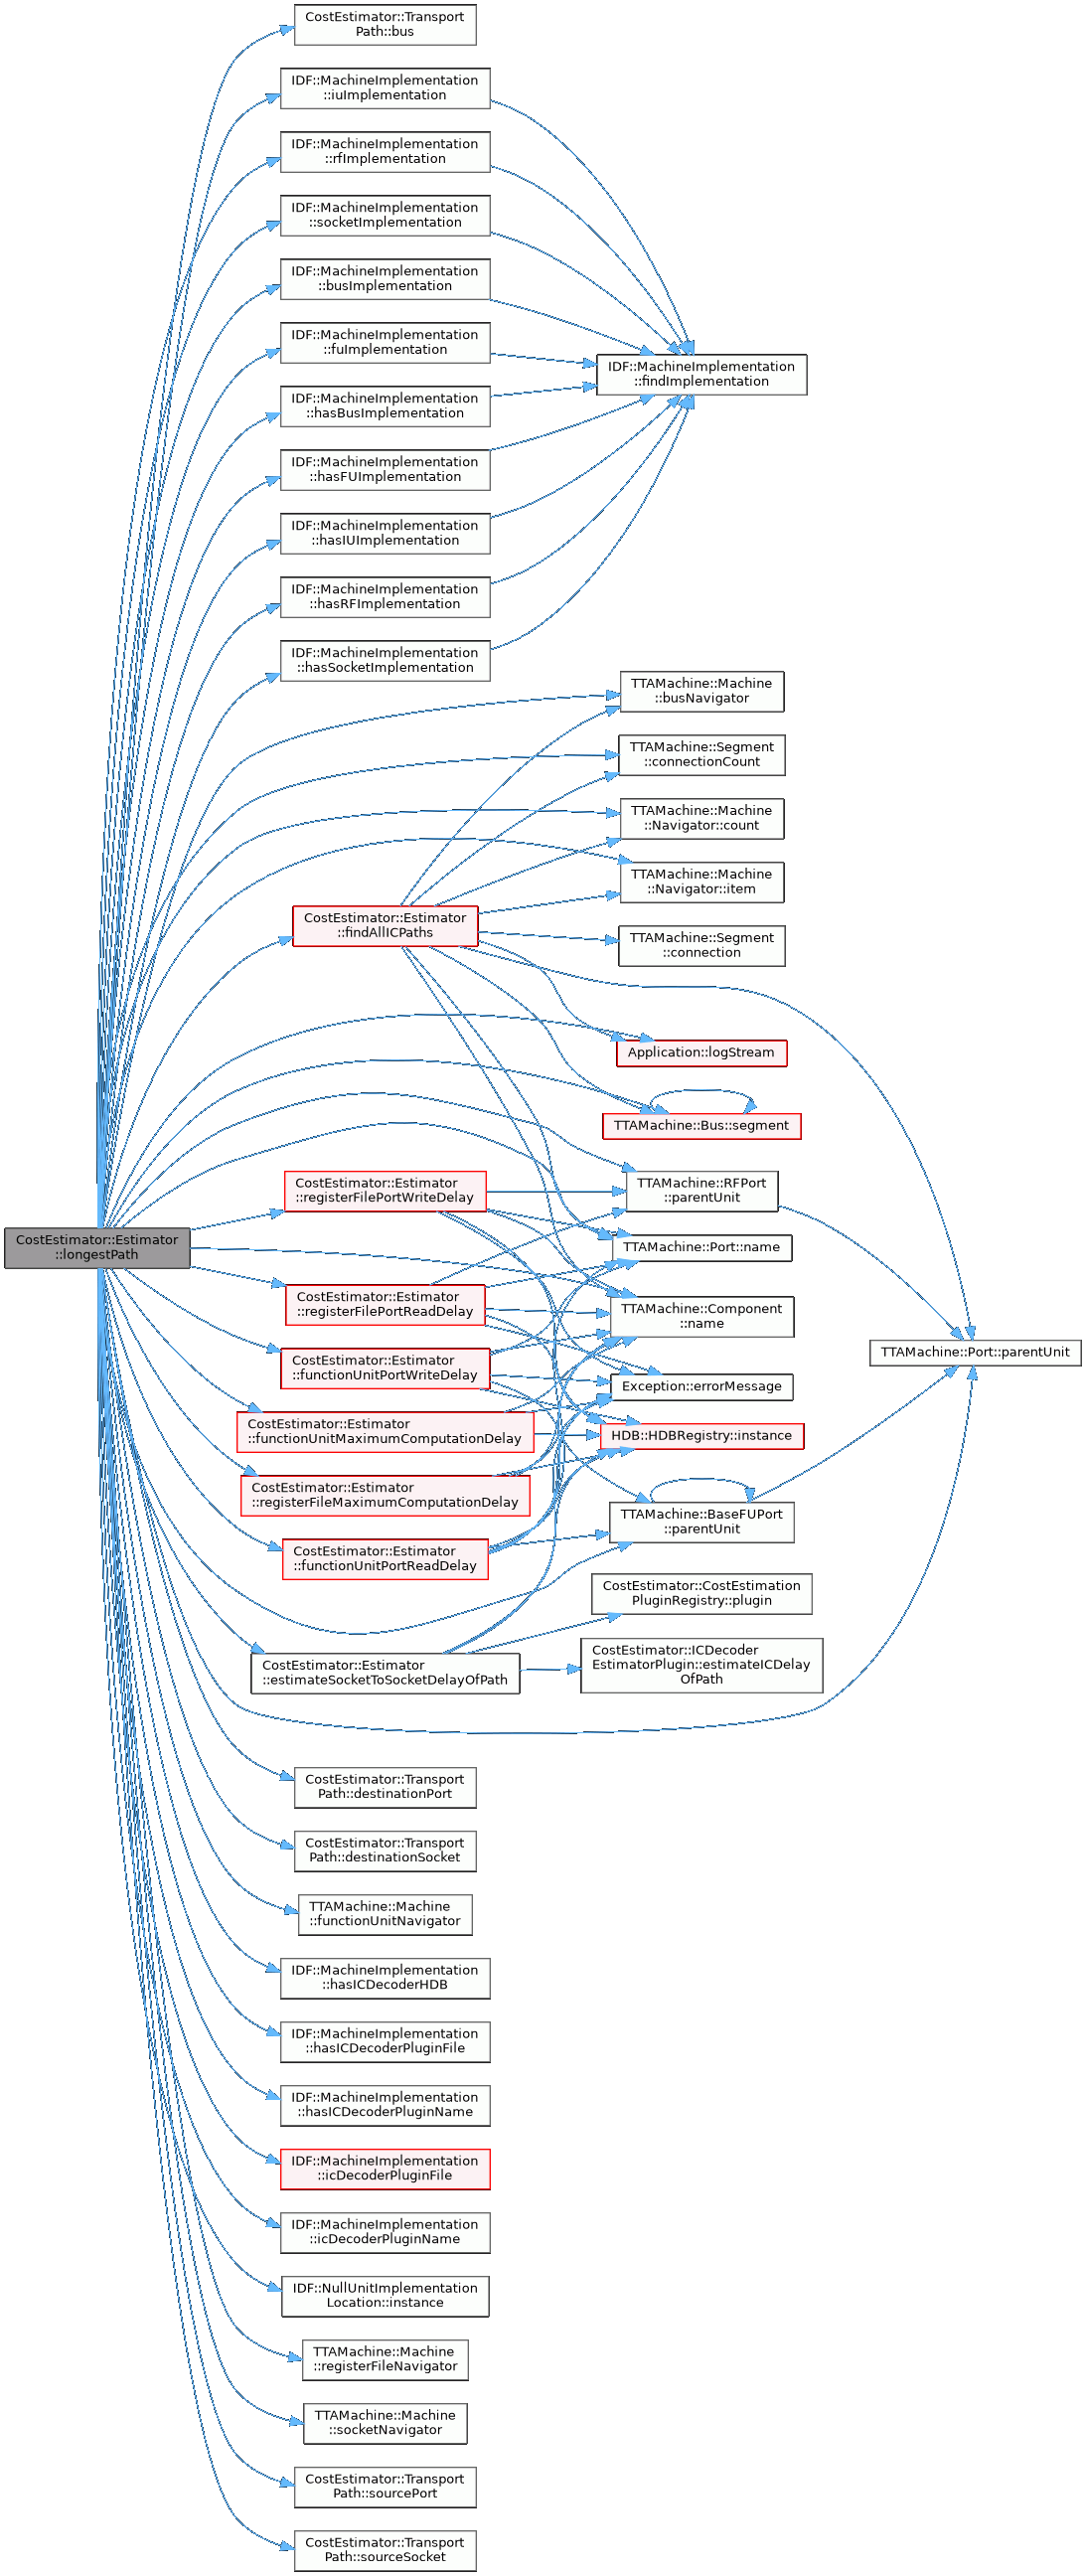 CostEstimator::Transport
Path::bus
IDF::MachineImplementation
::iuImplementation
IDF::MachineImplementation
::rfImplementation
IDF::MachineImplementation
::socketImplementation
IDF::MachineImplementation
::busImplementation
IDF::MachineImplementation
::fuImplementation
IDF::MachineImplementation
::findImplementation
IDF::MachineImplementation
::hasBusImplementation
IDF::MachineImplementation
::hasFUImplementation
IDF::MachineImplementation
::hasIUImplementation
IDF::MachineImplementation
::hasRFImplementation
IDF::MachineImplementation
::hasSocketImplementation
TTAMachine::Machine
::busNavigator
TTAMachine::Segment
::connectionCount
TTAMachine::Machine
::Navigator::count
TTAMachine::Machine
::Navigator::item
CostEstimator::Estimator
::findAllICPaths
TTAMachine::Segment
::connection
Application::logStream
TTAMachine::Bus::segment
CostEstimator::Estimator
::registerFilePortWriteDelay
TTAMachine::RFPort
::parentUnit
CostEstimator::Estimator
::longestPath
TTAMachine::Port::name
CostEstimator::Estimator
::registerFilePortReadDelay
TTAMachine::Component
::name
TTAMachine::Port::parentUnit
CostEstimator::Estimator
::functionUnitPortWriteDelay
Exception::errorMessage
CostEstimator::Estimator
::functionUnitMaximumComputationDelay
HDB::HDBRegistry::instance
CostEstimator::Estimator
::registerFileMaximumComputationDelay
TTAMachine::BaseFUPort
::parentUnit
CostEstimator::Estimator
::functionUnitPortReadDelay
CostEstimator::CostEstimation
PluginRegistry::plugin
CostEstimator::Estimator
::estimateSocketToSocketDelayOfPath
CostEstimator::ICDecoder
EstimatorPlugin::estimateICDelay
OfPath
CostEstimator::Transport
Path::destinationPort
CostEstimator::Transport
Path::destinationSocket
TTAMachine::Machine
::functionUnitNavigator
IDF::MachineImplementation
::hasICDecoderHDB
IDF::MachineImplementation
::hasICDecoderPluginFile
IDF::MachineImplementation
::hasICDecoderPluginName
IDF::MachineImplementation
::icDecoderPluginFile
IDF::MachineImplementation
::icDecoderPluginName
IDF::NullUnitImplementation
Location::instance
TTAMachine::Machine
::registerFileNavigator
TTAMachine::Machine
::socketNavigator
CostEstimator::Transport
Path::sourcePort
CostEstimator::Transport
Path::sourceSocket